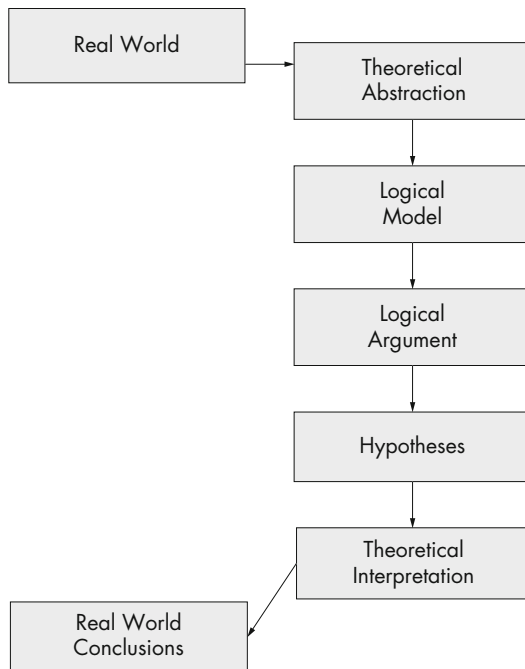 Real World
Theoretical
Abstraction
Logical
Model
Logical
Argument
Hypotheses
Theoretical
Interpretation
Real World
Conclusions